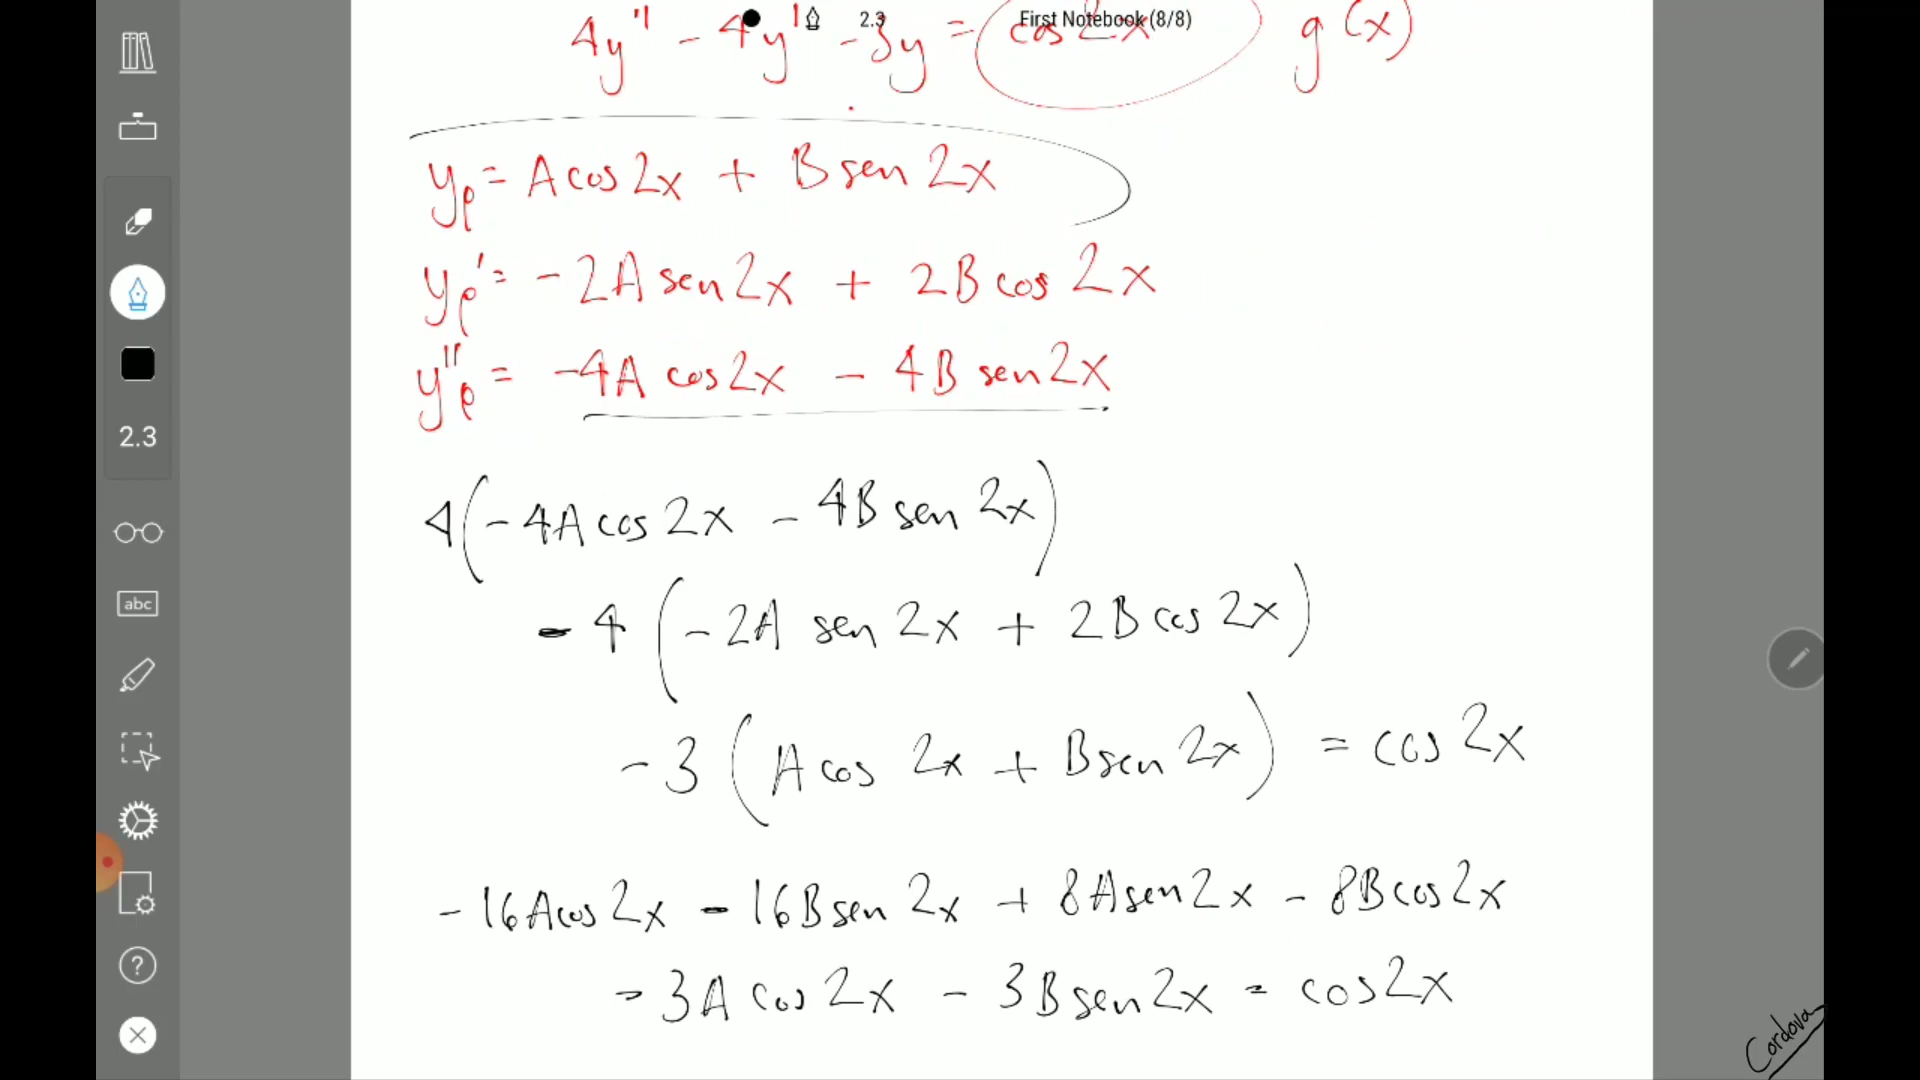 2.3 First Notebook (8/8)
4y'' - 4y' - 3y = cos 2x g(x)
yp = A cos 2x + B sen 2x
yp' = -2A sen 2x + 2B cos 2x
y''p = -4A cos 2x - 4B sen 2x
2.3
4(-4A cos 2x - 4B sen 2x)
- 4(-2A sen 2x + 2B cos 2x)
abc
-3(A cos 2x + B sen 2x) = cos 2x
-16A cos 2x - 16B sen 2x + 8A sen 2x - 8B cos 2x
- 3A cos 2x - 3B sen 2x = cos 2x
?
Cordova